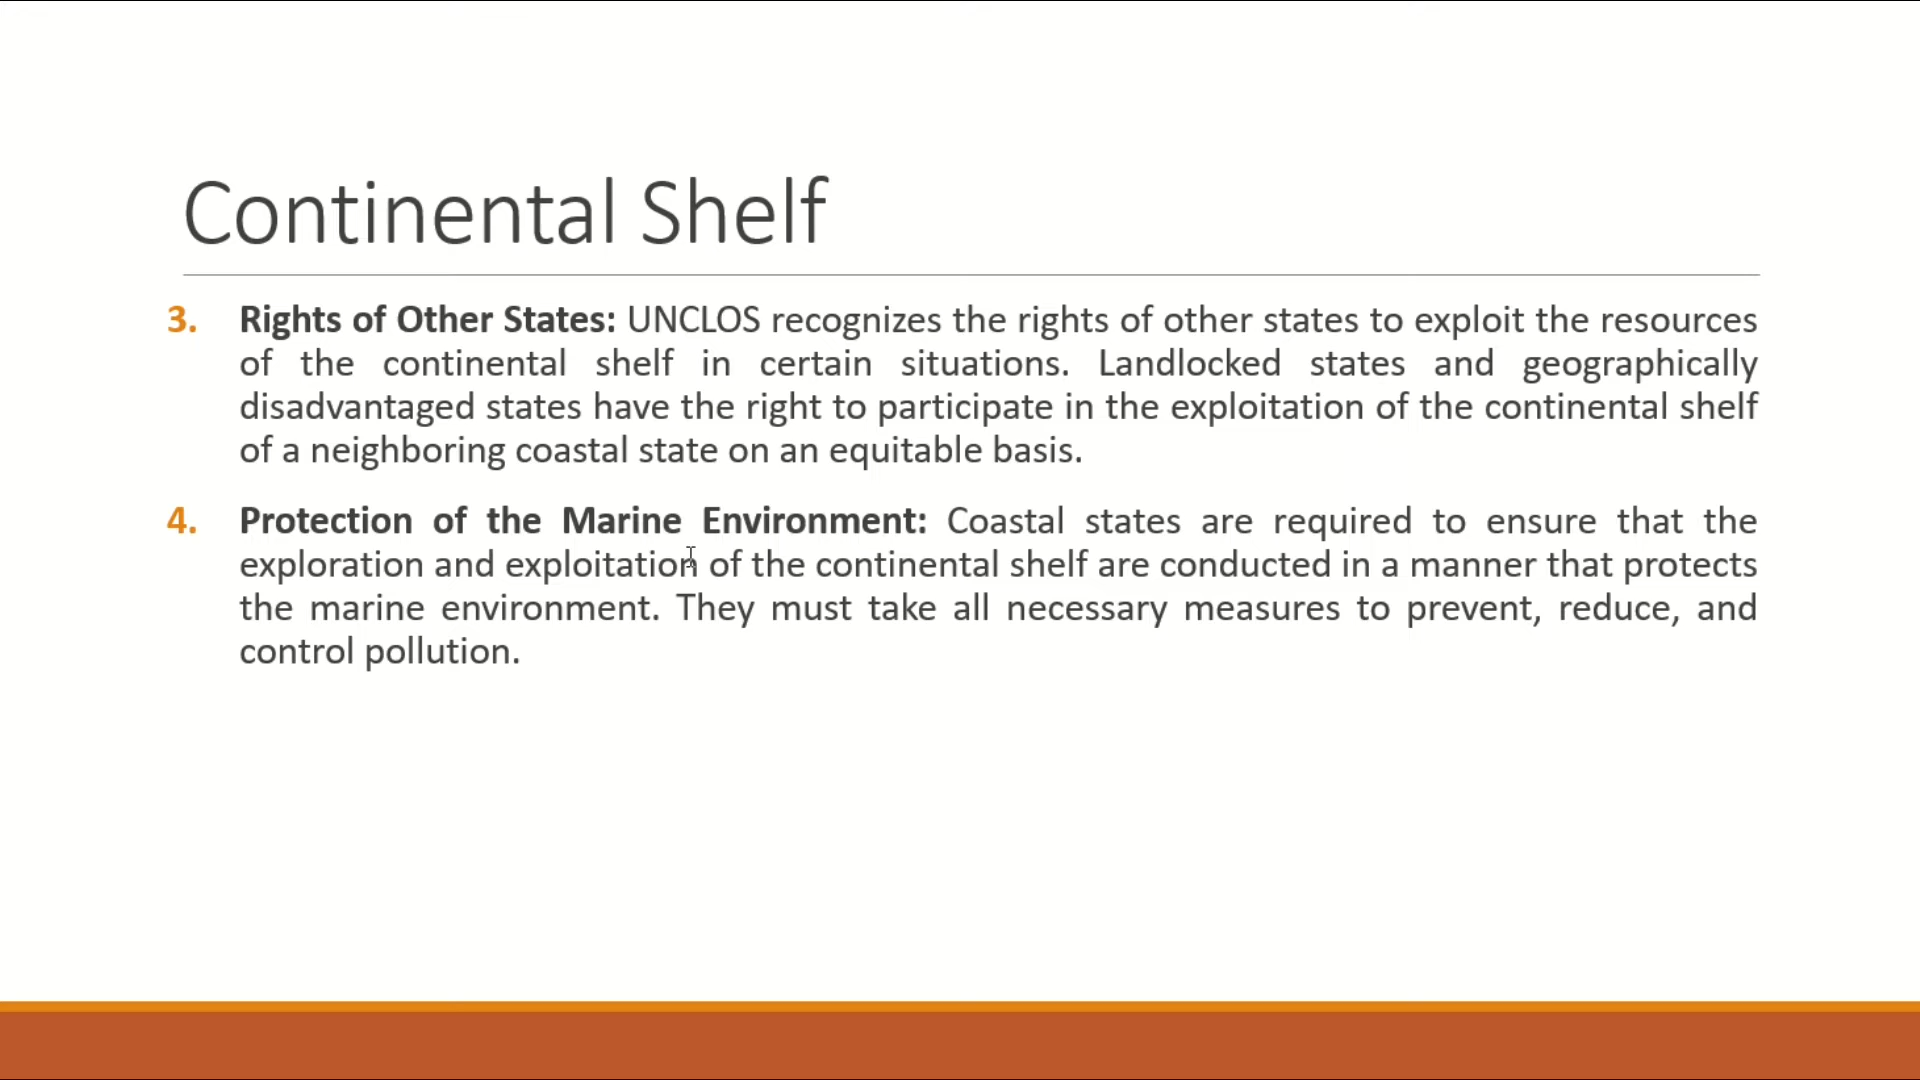 Continental Shelf
3. Rights of Other States: UNCLOS recognizes the rights of other states to exploit the resources
of the continental shelf in certain situations. Landlocked states and geographically
disadvantaged states have the right to participate in the exploitation of the continental shelf
of a neighboring coastal state on an equitable basis.
4. Protection of the Marine Environment: Coastal states are required to ensure that the
exploration and exploitation of the continental shelf are conducted in a manner that protects
the marine environment. They must take all necessary measures to prevent, reduce, and
control pollution.